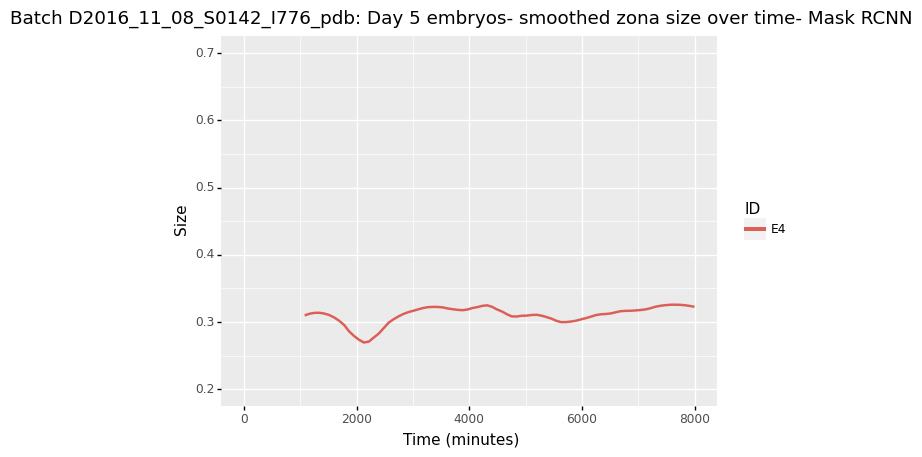 Batch D2016_11_08_S0142_I776_pdb: Day 5 embryos- smoothed zona size over time- Mask RCNN
0.7
0.6
0.5
0.4
0.3
0.2
Size
0 2000 4000 6000 8000
Time (minutes)
ID
E4